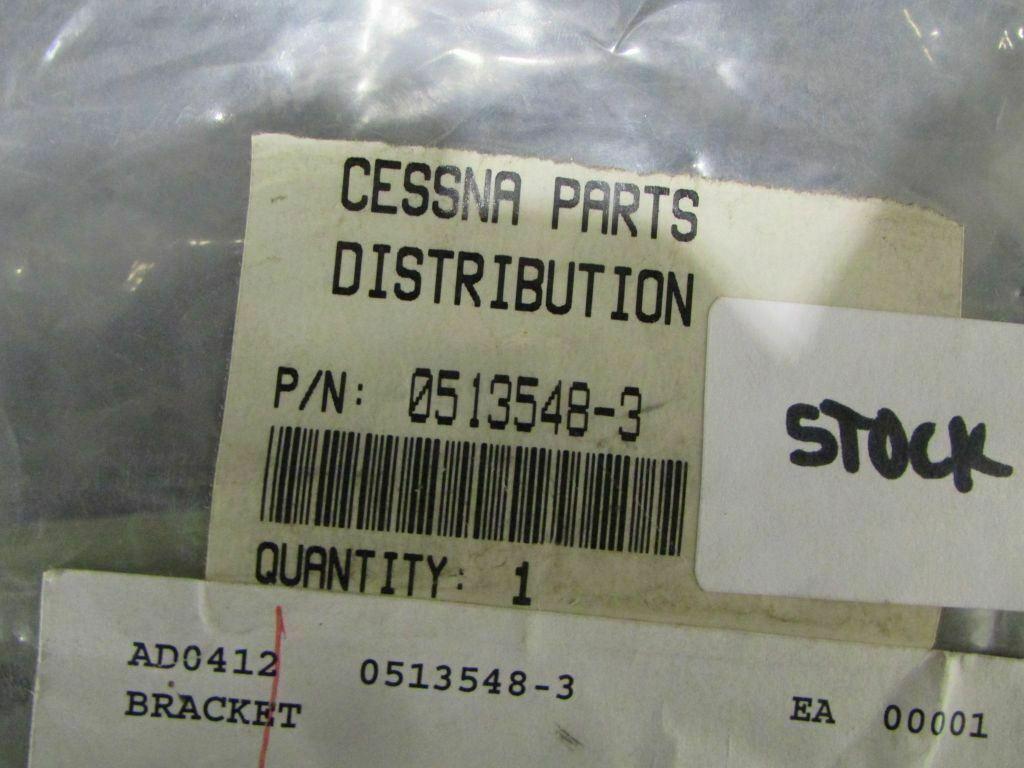 CESSNA PARTS
DISTRIBUTION
P/N: 0513548-3
STOCK
QUANTITY: 1
AD0412 0513548-3
BRACKET EA 00001